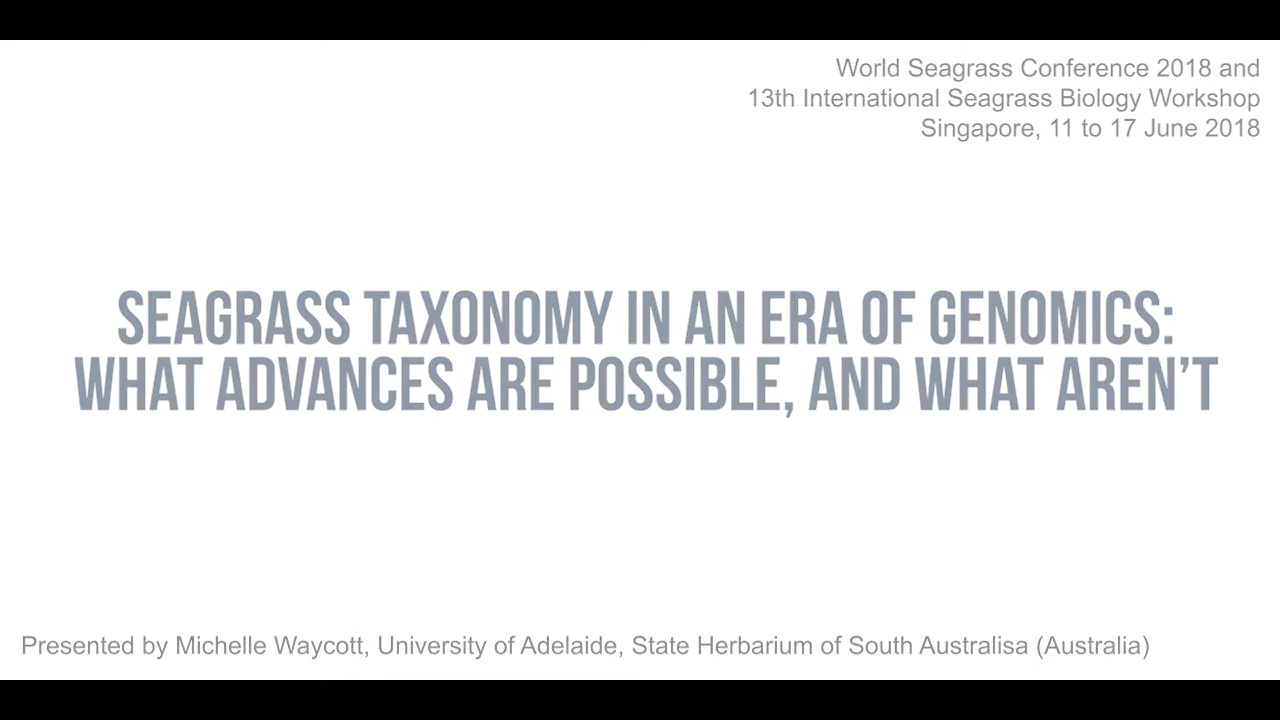 World Seagrass Conference 2018 and
13th International Seagrass Biology Workshop
Singapore, 11 to 17 June 2018
SEAGRASS TAXONOMY IN AN ERA OF GENOMICS:
WHAT ADVANCES ARE POSSIBLE, AND WHAT AREN’T
Presented by Michelle Waycott, University of Adelaide, State Herbarium of South Australisa (Australia)